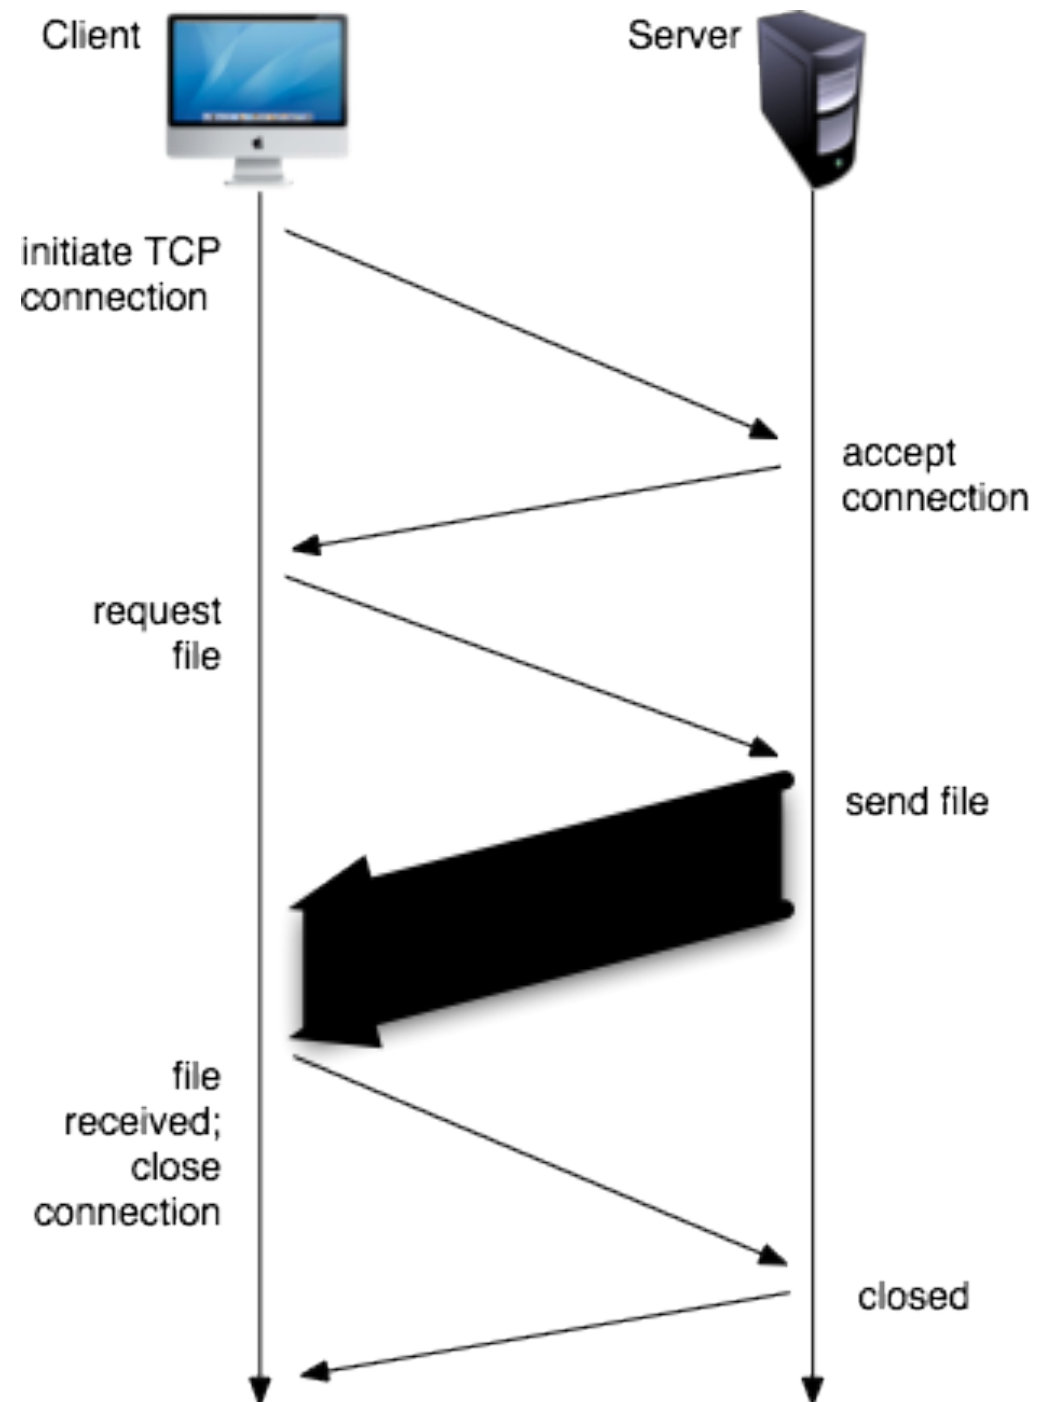 Client
Server
initiate TCP
connection
accept
connection
request
file
send file
file
received;
close
connection
closed